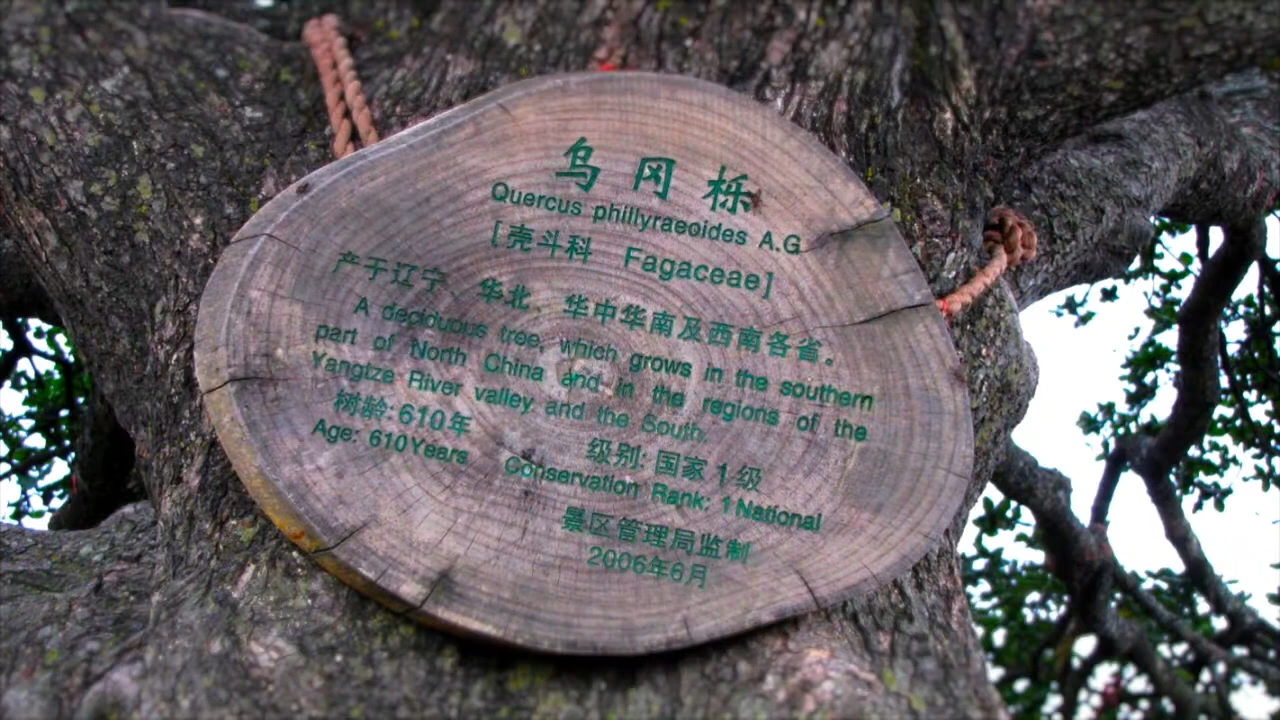 乌冈栎
Quercus phillyraeoides A.G
[壳斗科 Fagaceae]
产于辽宁、华北、华中华南及西南各省。
A deciduous tree, which grows in the southern
part of North China and in the regions of the
Yangtze River valley and the South.
树龄:610年 级别:国家1级
Age: 610Years Conservation Rank: 1National
景区管理局监制
2006年6月